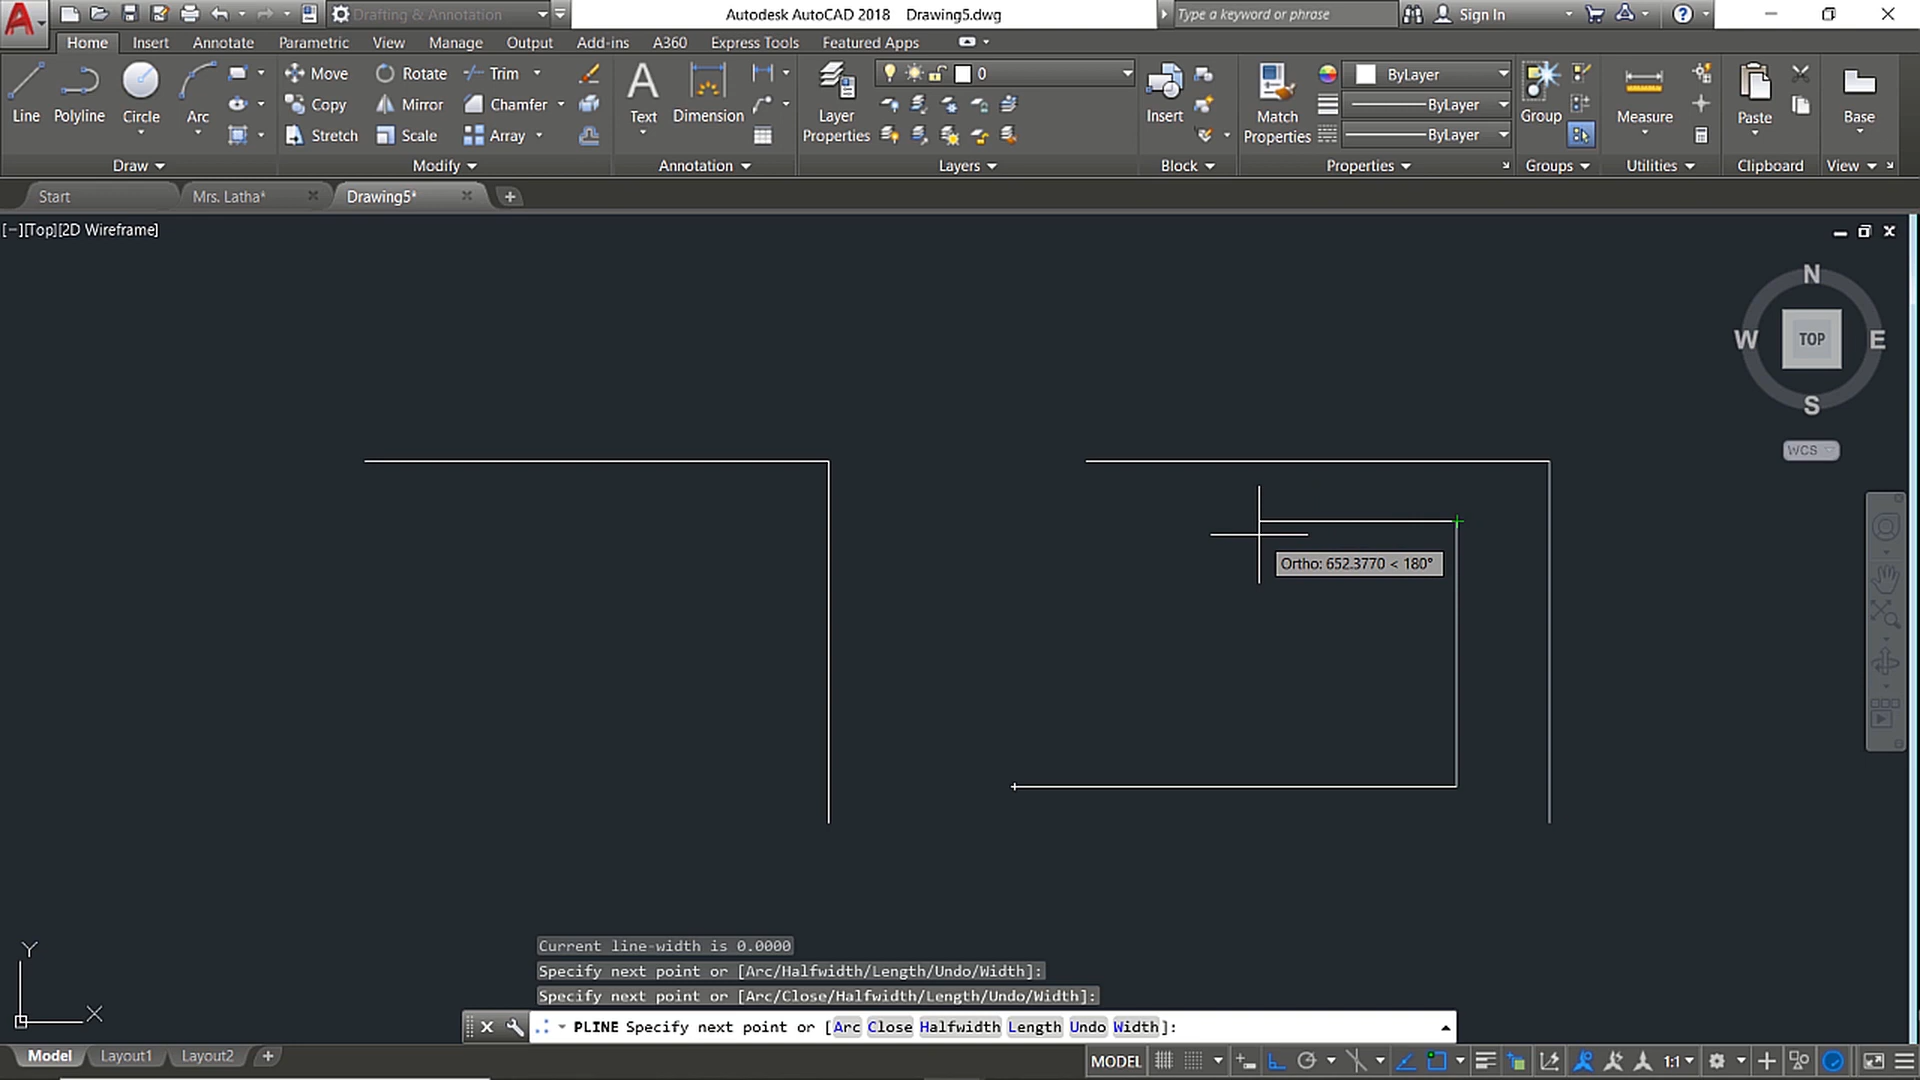 Drafting & Annotation
Autodesk AutoCAD 2018 Drawing5.dwg
Type a keyword or phrase
Sign In
Home Insert Annotate Parametric View Manage Output Add-ins A360 Express Tools Featured Apps
Line Polyline Circle Arc
Move Rotate Trim
Copy Mirror Chamfer
Stretch Scale Array
Text Dimension
Layer Properties
0
Insert
Match Properties
ByLayer
ByLayer
ByLayer
Group
Measure
Paste
Base
Draw Modify Annotation Layers Block Properties Groups Utilities Clipboard View
Start Mrs. Latha* Drawing5*
[−][Top][2D Wireframe]
N
W TOP E
S
WCS
Ortho: 652.3770 < 180°
Y
X
Current line-width is 0.0000
Specify next point or [Arc/Halfwidth/Length/Undo/Width]:
Specify next point or [Arc/Close/Halfwidth/Length/Undo/Width]:
PLINE Specify next point or [Arc Close Halfwidth Length Undo Width]:
Model Layout1 Layout2 +
MODEL 1:1